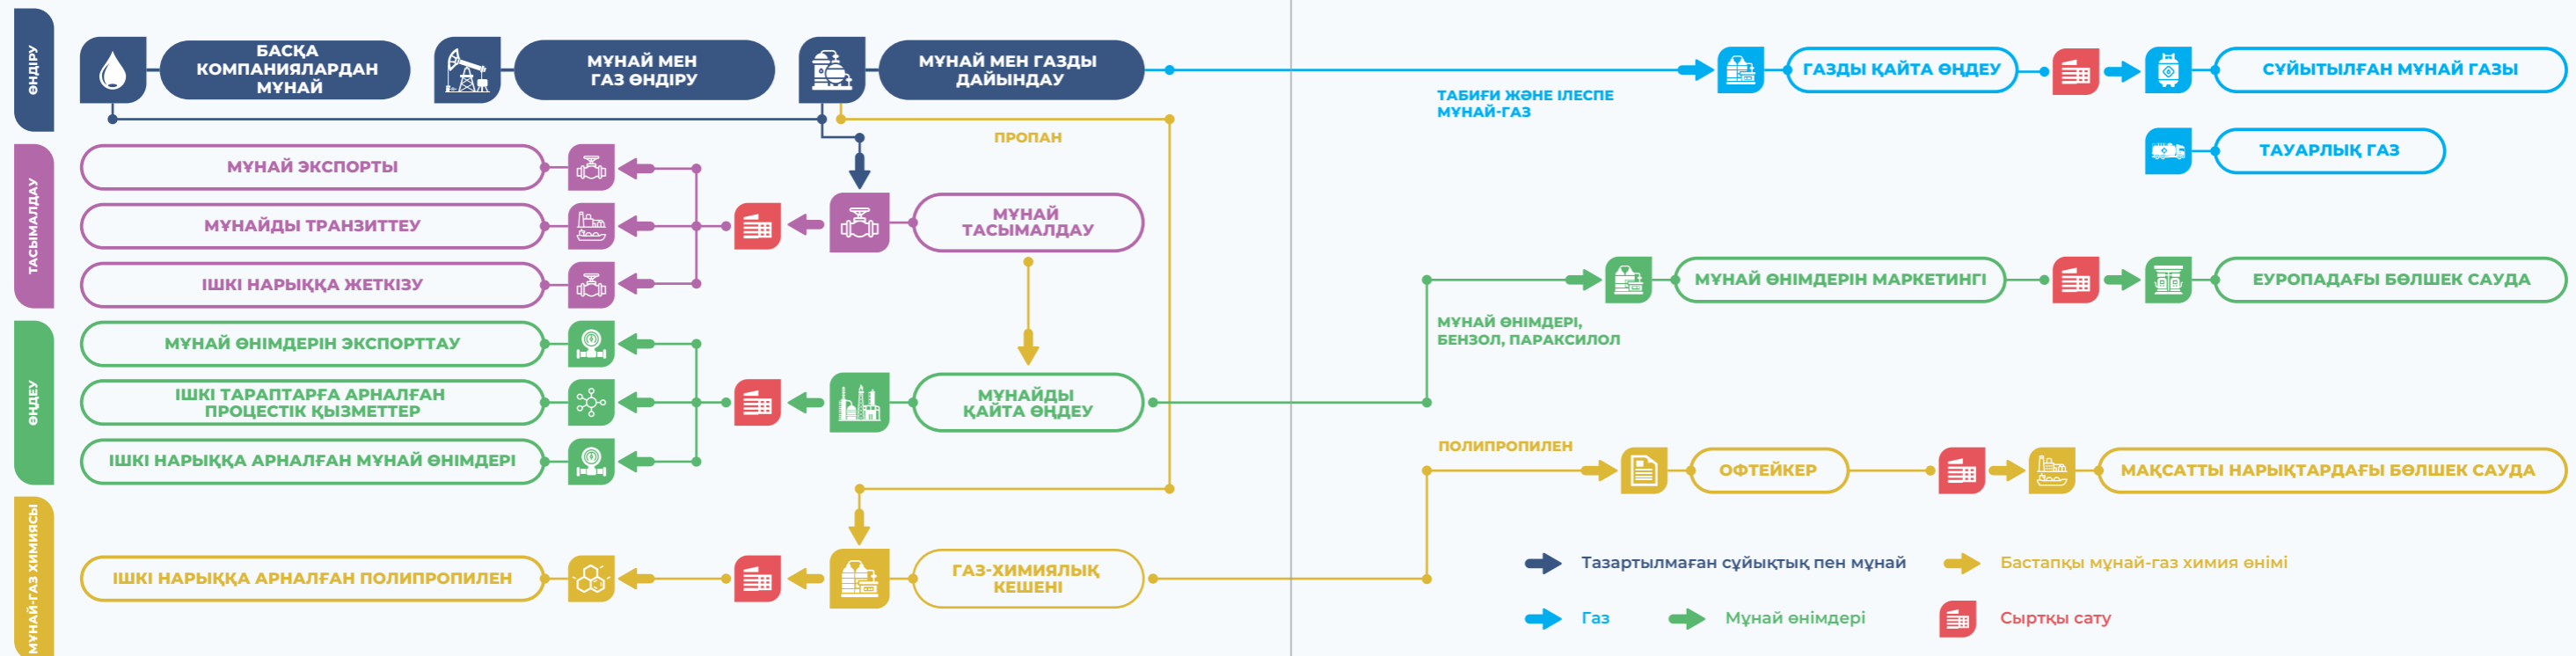 ӨНДІРУ
БАСҚА
КОМПАНИЯЛАРДАН
МҰНАЙ
МҰНАЙ МЕН
ГАЗ ӨНДІРУ
МҰНАЙ МЕН ГАЗДЫ
ДАЙЫНДАУ
ТАБИҒИ ЖӘНЕ ІЛЕСПЕ
МҰНАЙ-ГАЗ
ГАЗДЫ ҚАЙТА ӨҢДЕУ
СҰЙЫТЫЛҒАН МҰНАЙ ГАЗЫ
ТАУАРЛЫҚ ГАЗ
ПРОПАН
ТАСЫМАЛДАУ
МҰНАЙ ЭКСПОРТЫ
МҰНАЙДЫ ТРАНЗИТТЕУ
ІШКІ НАРЫҚҚА ЖЕТКІЗУ
МҰНАЙ
ТАСЫМАЛДАУ
МҰНАЙ ӨНІМДЕРІН МАРКЕТИНГІ
ЕУРОПАДАҒЫ БӨЛШЕК САУДА
МҰНАЙ ӨНІМДЕРІ,
БЕНЗОЛ, ПАРАКСИЛОЛ
ӨҢДЕУ
МҰНАЙ ӨНІМДЕРІН ЭКСПОРТТАУ
ІШКІ ТАРАПТАРҒА АРНАЛҒАН
ПРОЦЕСТІК ҚЫЗМЕТТЕР
ІШКІ НАРЫҚҚА АРНАЛҒАН МҰНАЙ ӨНІМДЕРІ
МҰНАЙДЫ
ҚАЙТА ӨҢДЕУ
ПОЛИПРОПИЛЕН
ОФТЕЙКЕР
МАҚСАТТЫ НАРЫҚТАРДАҒЫ БӨЛШЕК САУДА
МҰНАЙ-ГАЗ ХИМИЯСЫ
ІШКІ НАРЫҚҚА АРНАЛҒАН ПОЛИПРОПИЛЕН
ГАЗ-ХИМИЯЛЫҚ
КЕШЕНІ
Тазартылмаған сұйықтық пен мұнай
Бастапқы мұнай-газ химия өнімі
Газ
Мұнай өнімдері
Сыртқы сату